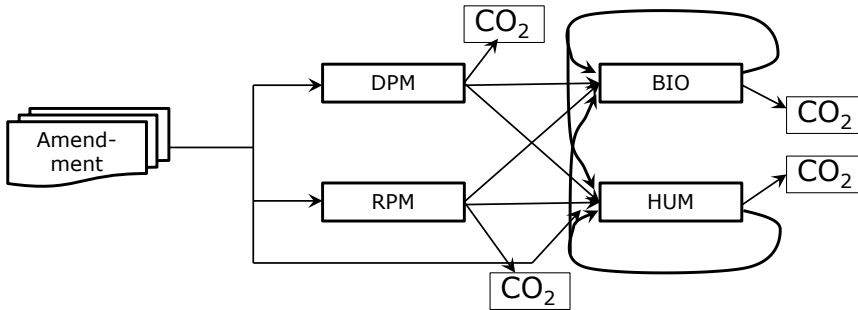 CO₂
DPM
BIO
CO₂
Amend-
ment
CO₂
RPM
HUM
CO₂